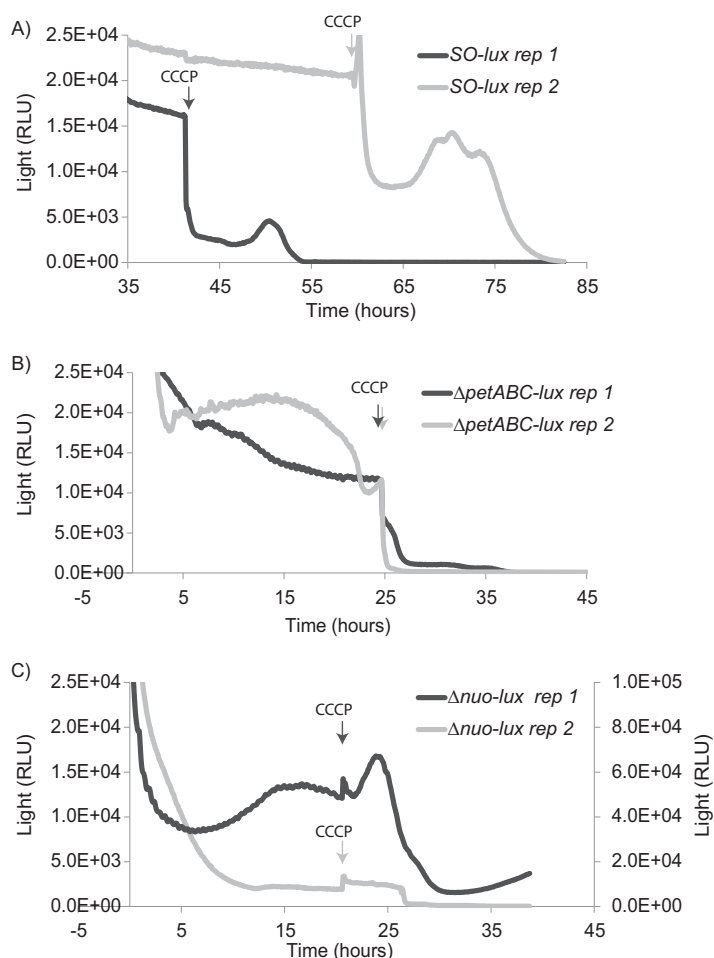 A)
CCCP
2.5E+04
2.0E+04
1.5E+04
1.0E+04
5.0E+03
0.0E+00
Light (RLU)
CCCP
SO-lux rep 1
SO-lux rep 2
35 45 55 65 75 85
Time (hours)
B)
2.5E+04
2.0E+04
1.5E+04
1.0E+04
5.0E+03
0.0E+00
Light (RLU)
CCCP
ΔpetABC-lux rep 1
ΔpetABC-lux rep 2
-5 5 15 25 35 45
Time (hours)
C)
2.5E+04
2.0E+04
1.5E+04
1.0E+04
5.0E+03
0.0E+00
Light (RLU)
CCCP
CCCP
Δnuo-lux rep 1
Δnuo-lux rep 2
1.0E+05
8.0E+04
6.0E+04
4.0E+04
2.0E+04
0.0E+00
Light (RLU)
-5 5 15 25 35 45
Time (hours)